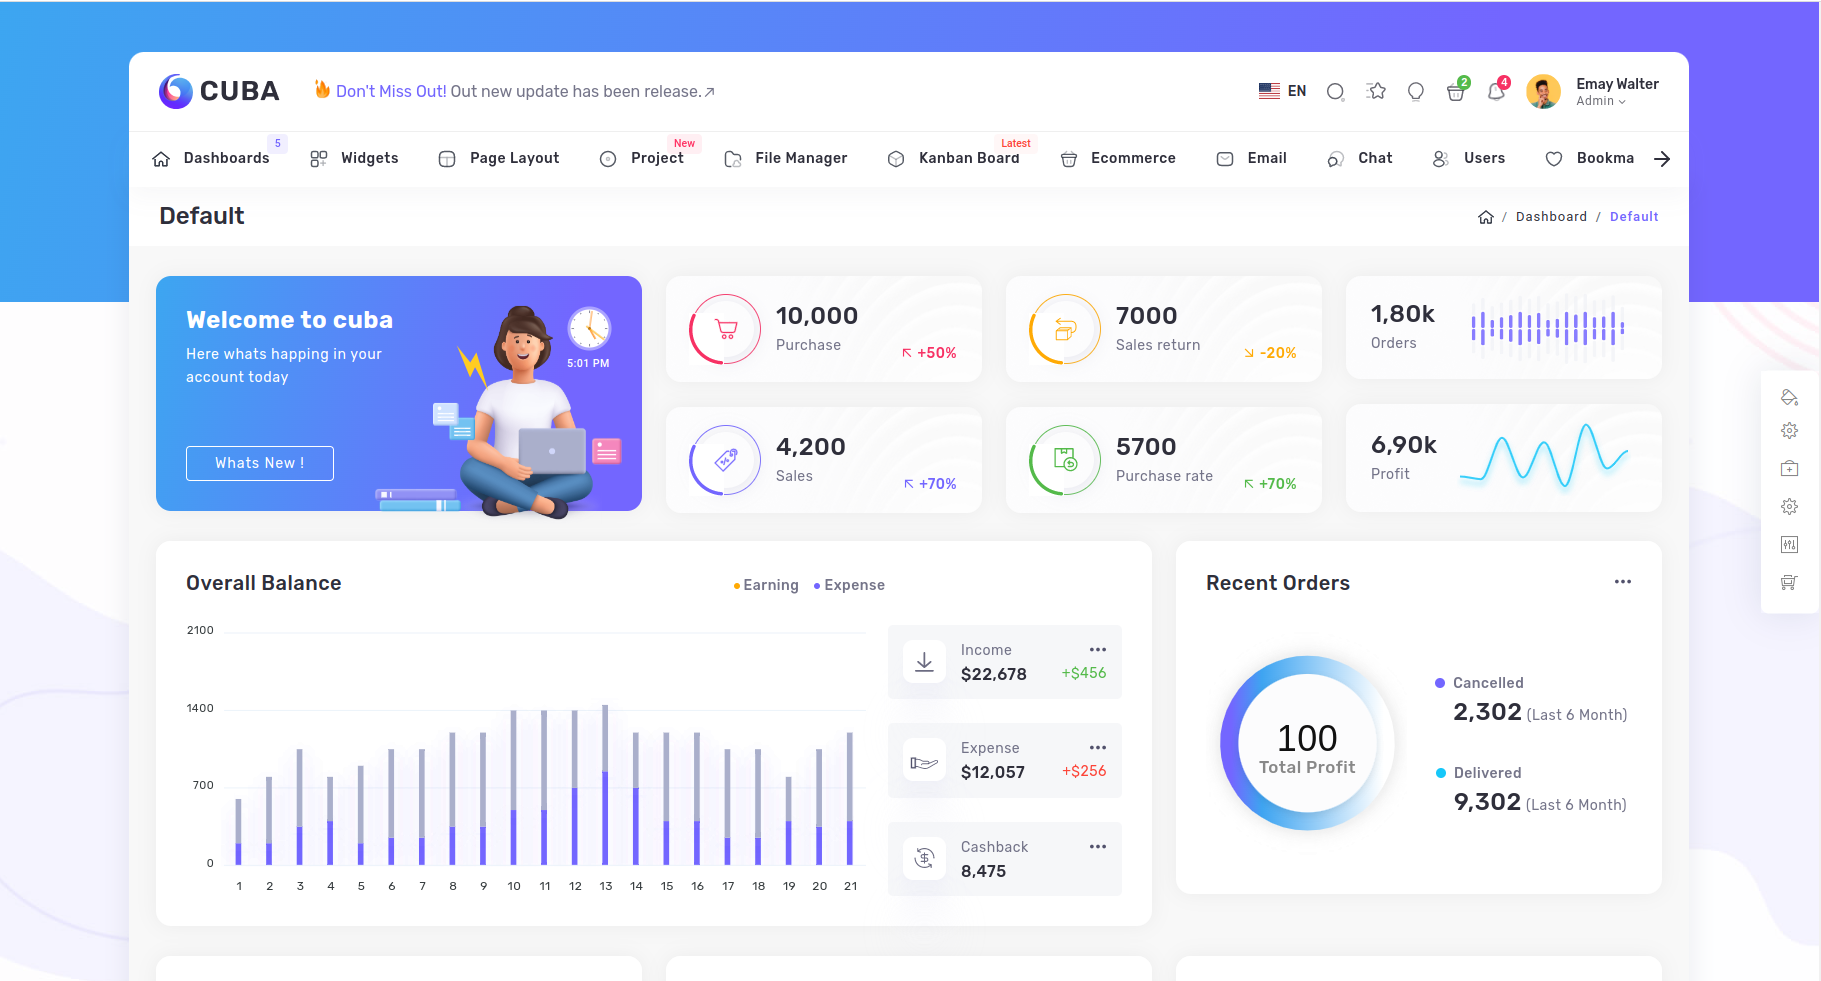 CUBA
Don't Miss Out! Out new update has been release.
EN
2
4
Emay Walter
Admin
Dashboards
5
Widgets
Page Layout
Project
New
File Manager
Kanban Board
Latest
Ecommerce
Email
Chat
Users
Bookma
Default
/ Dashboard / Default
Welcome to cuba
Here whats happing in your
account today
Whats New !
5:01 PM
10,000
Purchase
+50%
7000
Sales return
-20%
1,80k
Orders
4,200
Sales
+70%
5700
Purchase rate
+70%
6,90k
Profit
Overall Balance
Earning
Expense
2100
1400
700
0
1 2 3 4 5 6 7 8 9 10 11 12 13 14 15 16 17 18 19 20 21
Income
$22,678
+$456
Expense
$12,057
+$256
Cashback
8,475
Recent Orders
100
Total Profit
Cancelled
2,302 (Last 6 Month)
Delivered
9,302 (Last 6 Month)